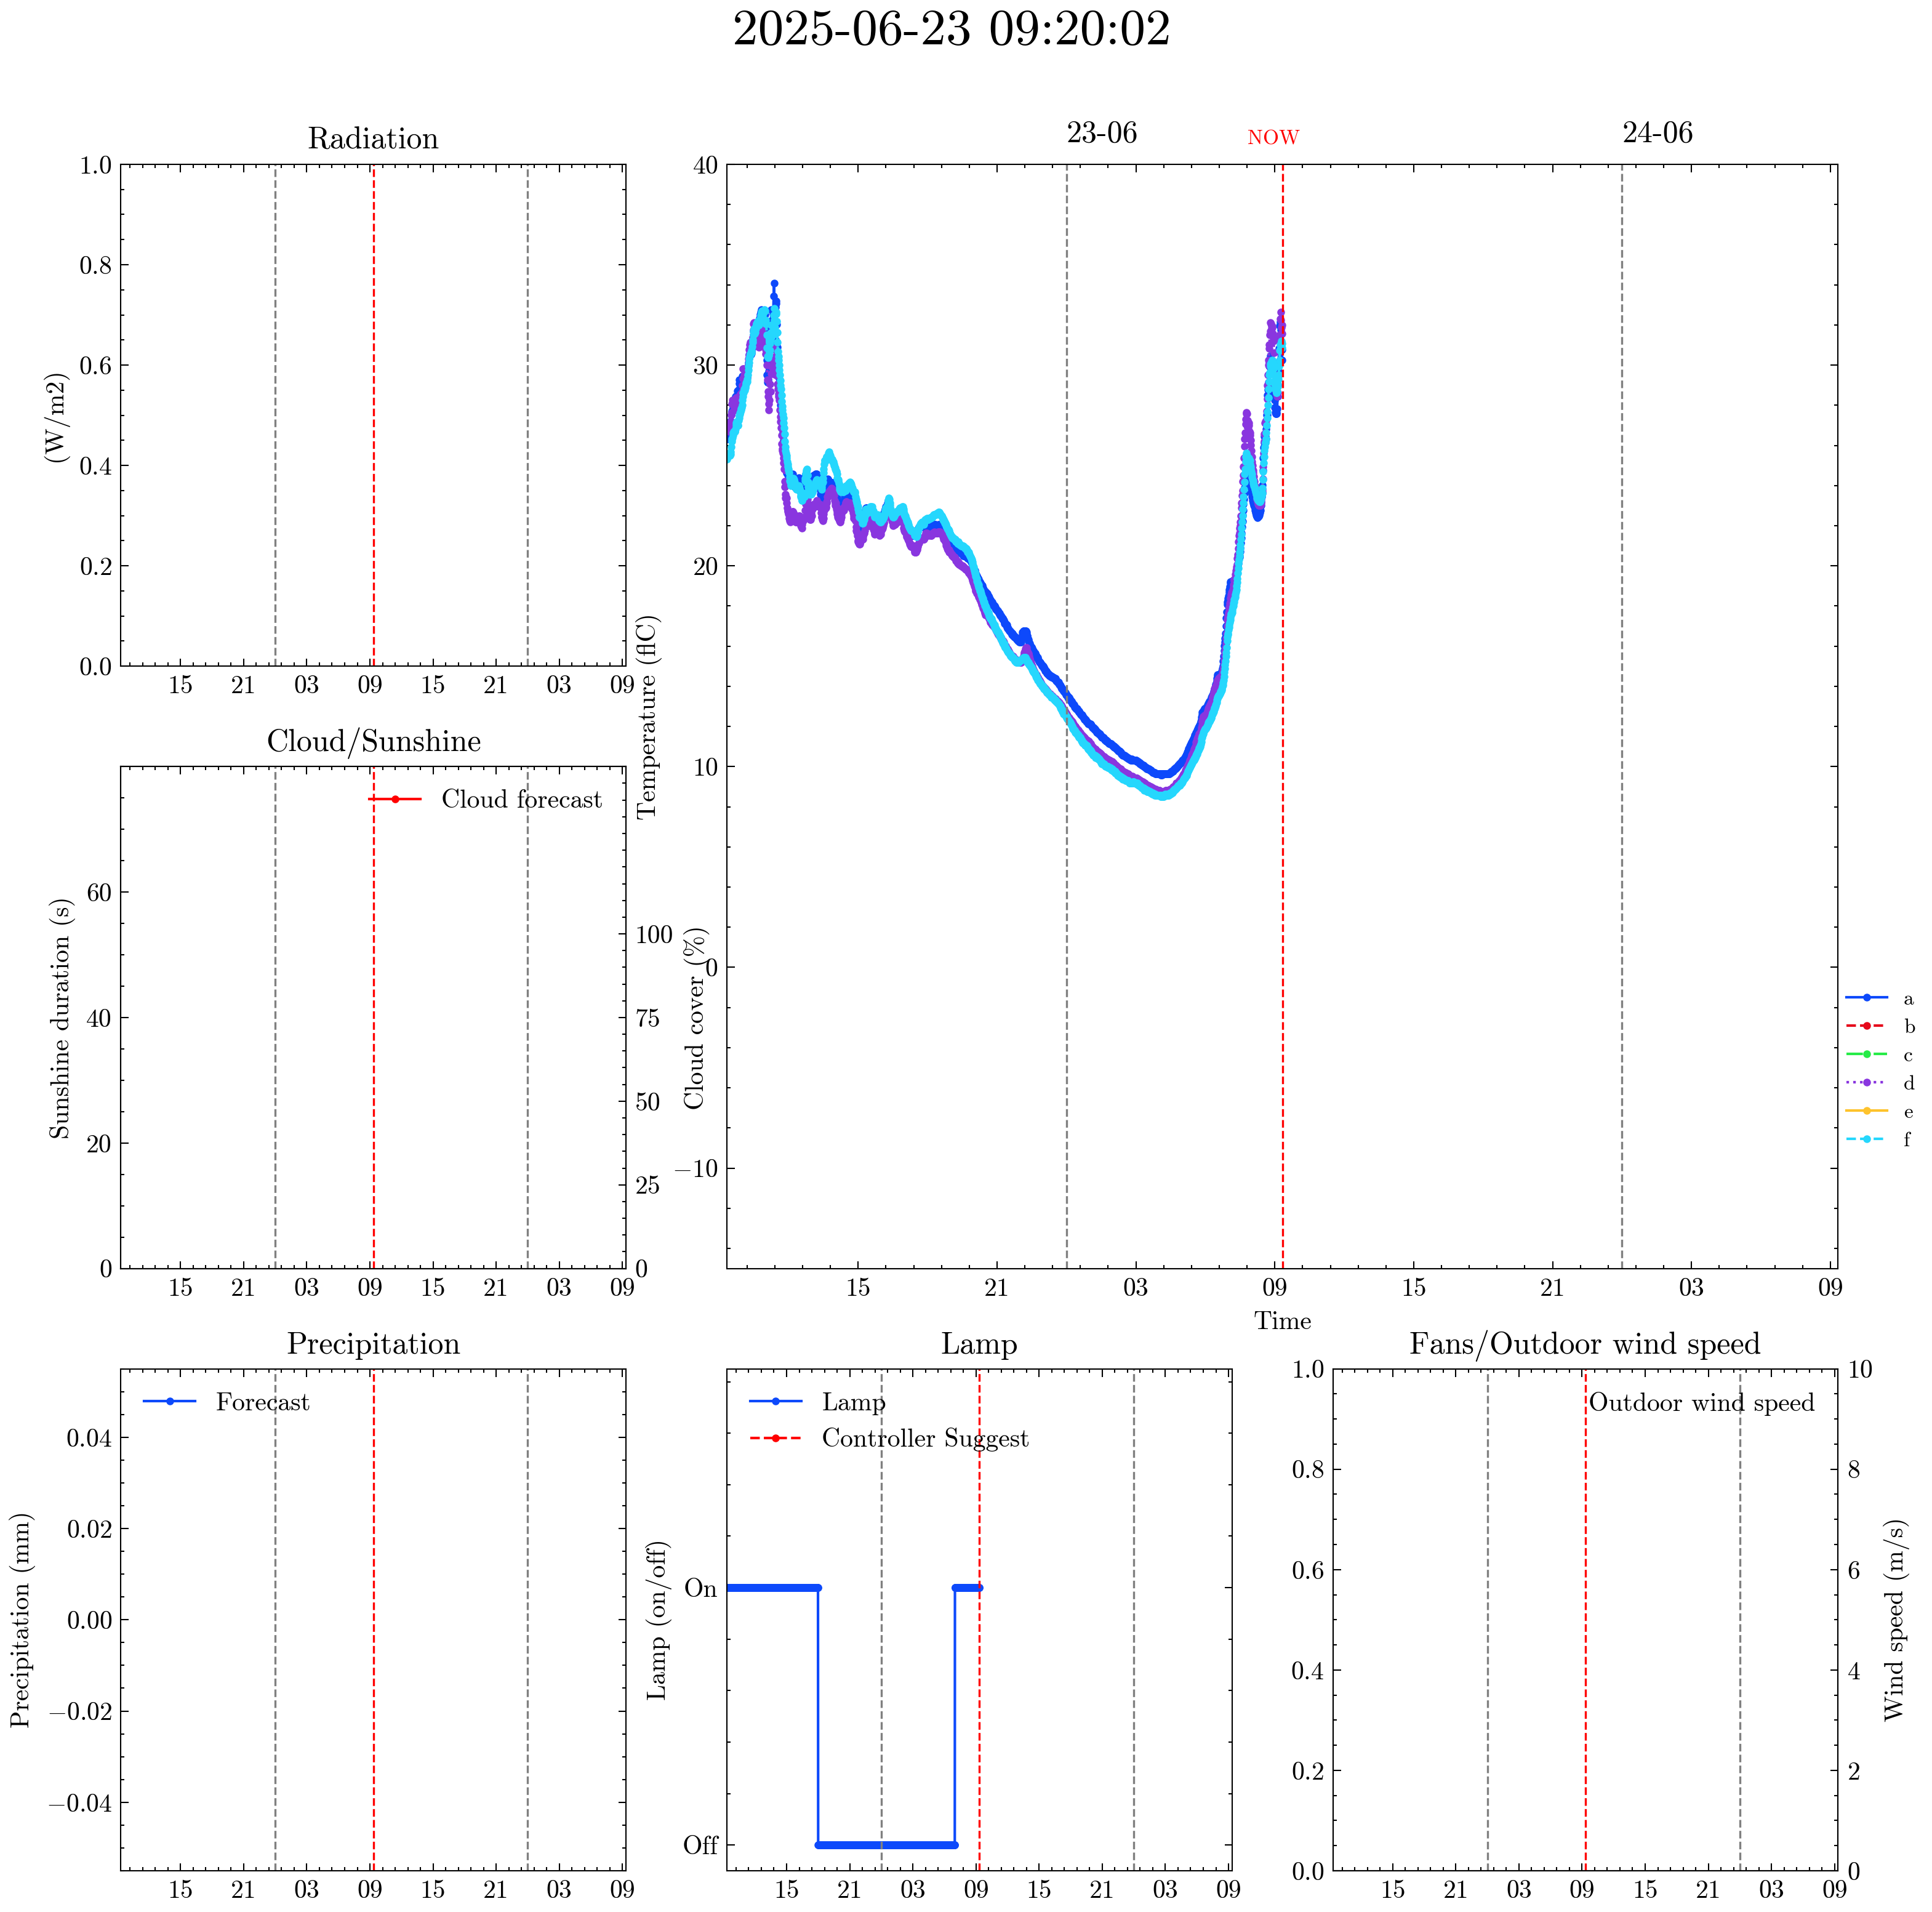 2025-06-23 09:20:02
Radiation
1.0
0.8
0.6
0.4
0.2
0.0
(W/m2)
15 21 03 09 15 21 03 09
23-06 NOW 24-06
40
30
20
10
0
−10
Temperature (flC)
15 21 03 09 15 21 03 09
Time
a
b
c
d
e
f
Cloud/Sunshine
Cloud forecast
60
40
20
0
Sunshine duration (s)
100
75
50
25
0
Cloud cover (%)
15 21 03 09 15 21 03 09
Precipitation
Forecast
0.04
0.02
0.00
−0.02
−0.04
Precipitation (mm)
15 21 03 09 15 21 03 09
Lamp
Lamp
Controller Suggest
On
Off
Lamp (on/off)
15 21 03 09 15 21 03 09
Fans/Outdoor wind speed
Outdoor wind speed
1.0
0.8
0.6
0.4
0.2
0.0
10
8
6
4
2
0
Wind speed (m/s)
15 21 03 09 15 21 03 09